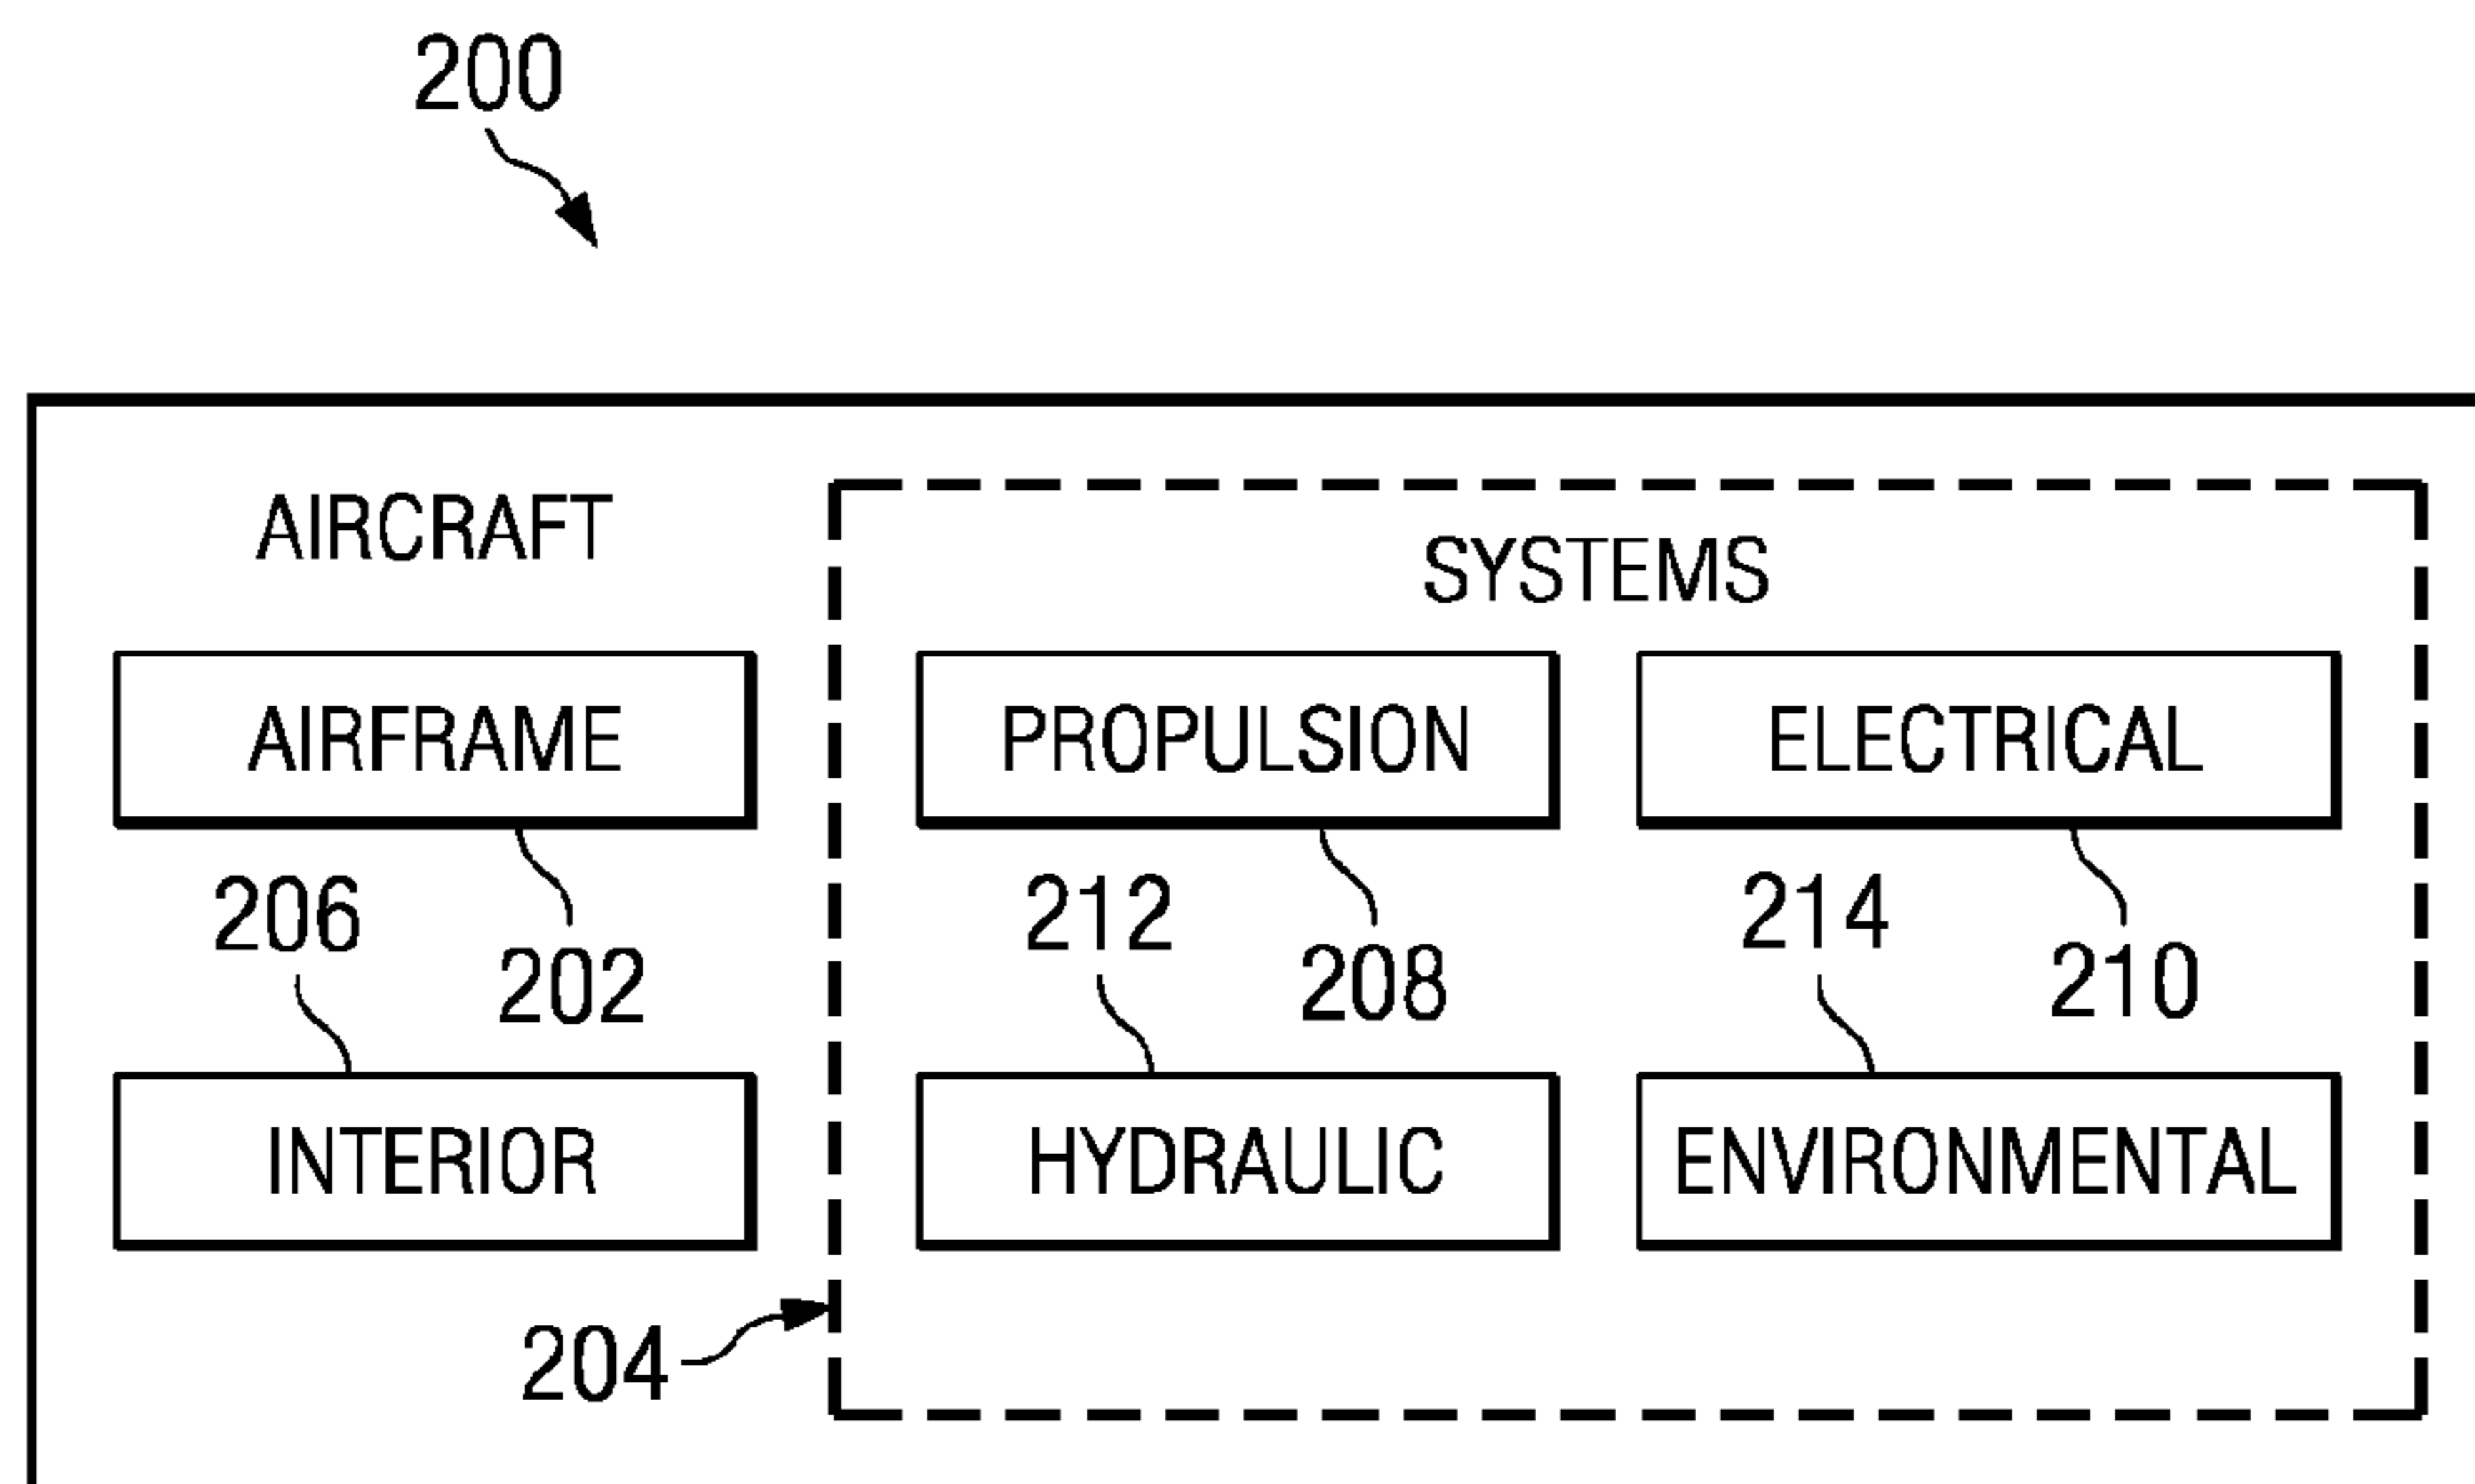 200
AIRCRAFT
SYSTEMS
AIRFRAME
PROPULSION
ELECTRICAL
206
202
212
208
214
210
INTERIOR
HYDRAULIC
ENVIRONMENTAL
204